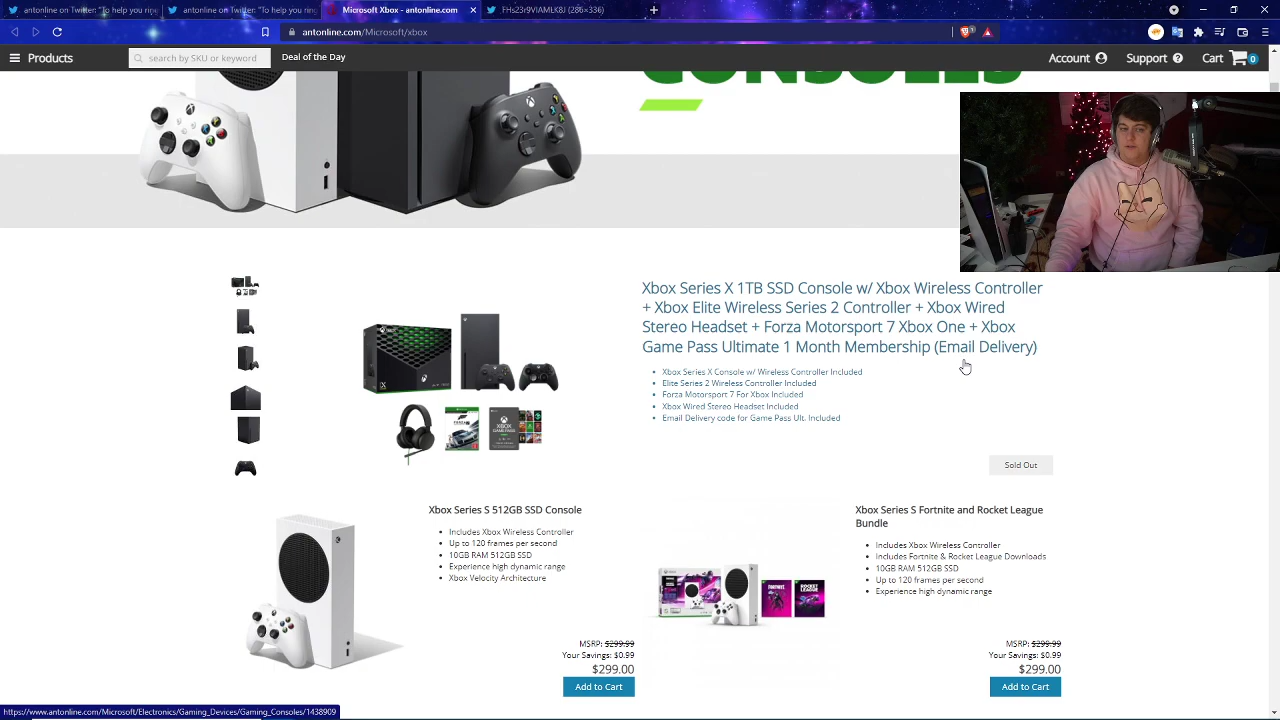 antonline on Twitter: "To help you rig
antonline on Twitter: "To help you ring
Microsoft Xbox - antonline.com
FHs23r9VIAMLK8J (286×336)
antonline.com/Microsoft/xbox
Products
search by SKU or keyword
Deal of the Day
Account
Support
Cart
0
CONSOLES
Xbox Series X 1TB SSD Console w/ Xbox Wireless Controller
+ Xbox Elite Wireless Series 2 Controller + Xbox Wired
Stereo Headset + Forza Motorsport 7 Xbox One + Xbox
Game Pass Ultimate 1 Month Membership (Email Delivery)
Xbox Series X Console w/ Wireless Controller Included
Elite Series 2 Wireless Controller Included
Forza Motorsport 7 For Xbox Included
Xbox Wired Stereo Headset Included
Email Delivery code for Game Pass Ult. Included
Sold Out
Xbox Series S 512GB SSD Console
Includes Xbox Wireless Controller
Up to 120 frames per second
10GB RAM 512GB SSD
Experience high dynamic range
Xbox Velocity Architecture
MSRP: $299.99
Your Savings: $0.99
$299.00
Add to Cart
Xbox Series S Fortnite and Rocket League
Bundle
Includes Xbox Wireless Controller
Includes Fortnite & Rocket League Downloads
10GB RAM 512GB SSD
Up to 120 frames per second
Experience high dynamic range
MSRP: $299.99
Your Savings: $0.99
$299.00
Add to Cart
https://www.antonline.com/Microsoft/Electronics/Gaming_Devices/Gaming_Consoles/1438909